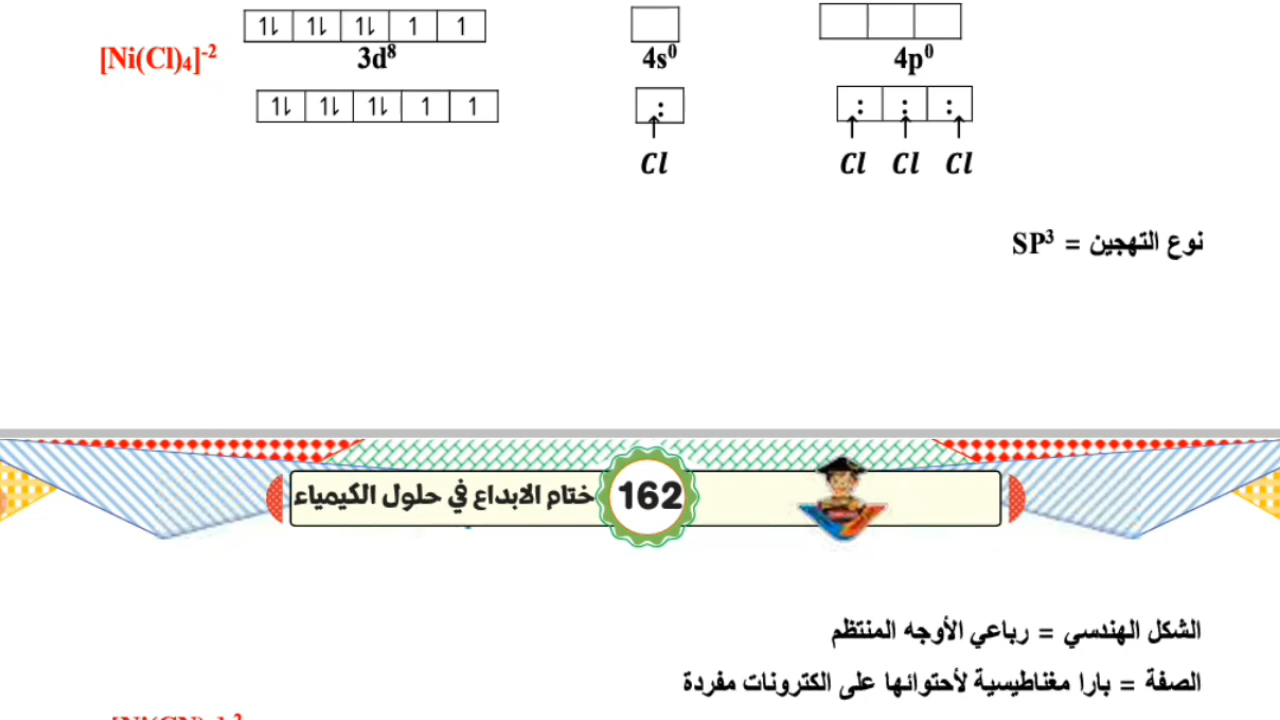 1⇂ 1⇂ 1⇂ 1 1
[Ni(Cl)₄]⁻² 3d⁸ 4s⁰ 4p⁰
1⇂ 1⇂ 1⇂ 1 1 : : : :
Cl Cl Cl Cl
نوع التهجين = SP³
ختام الابداع في حلول الكيمياء 162
الشكل الهندسي = رباعي الأوجه المنتظم
الصفة = بارا مغناطيسية لأحتوائها على الكترونات مفردة